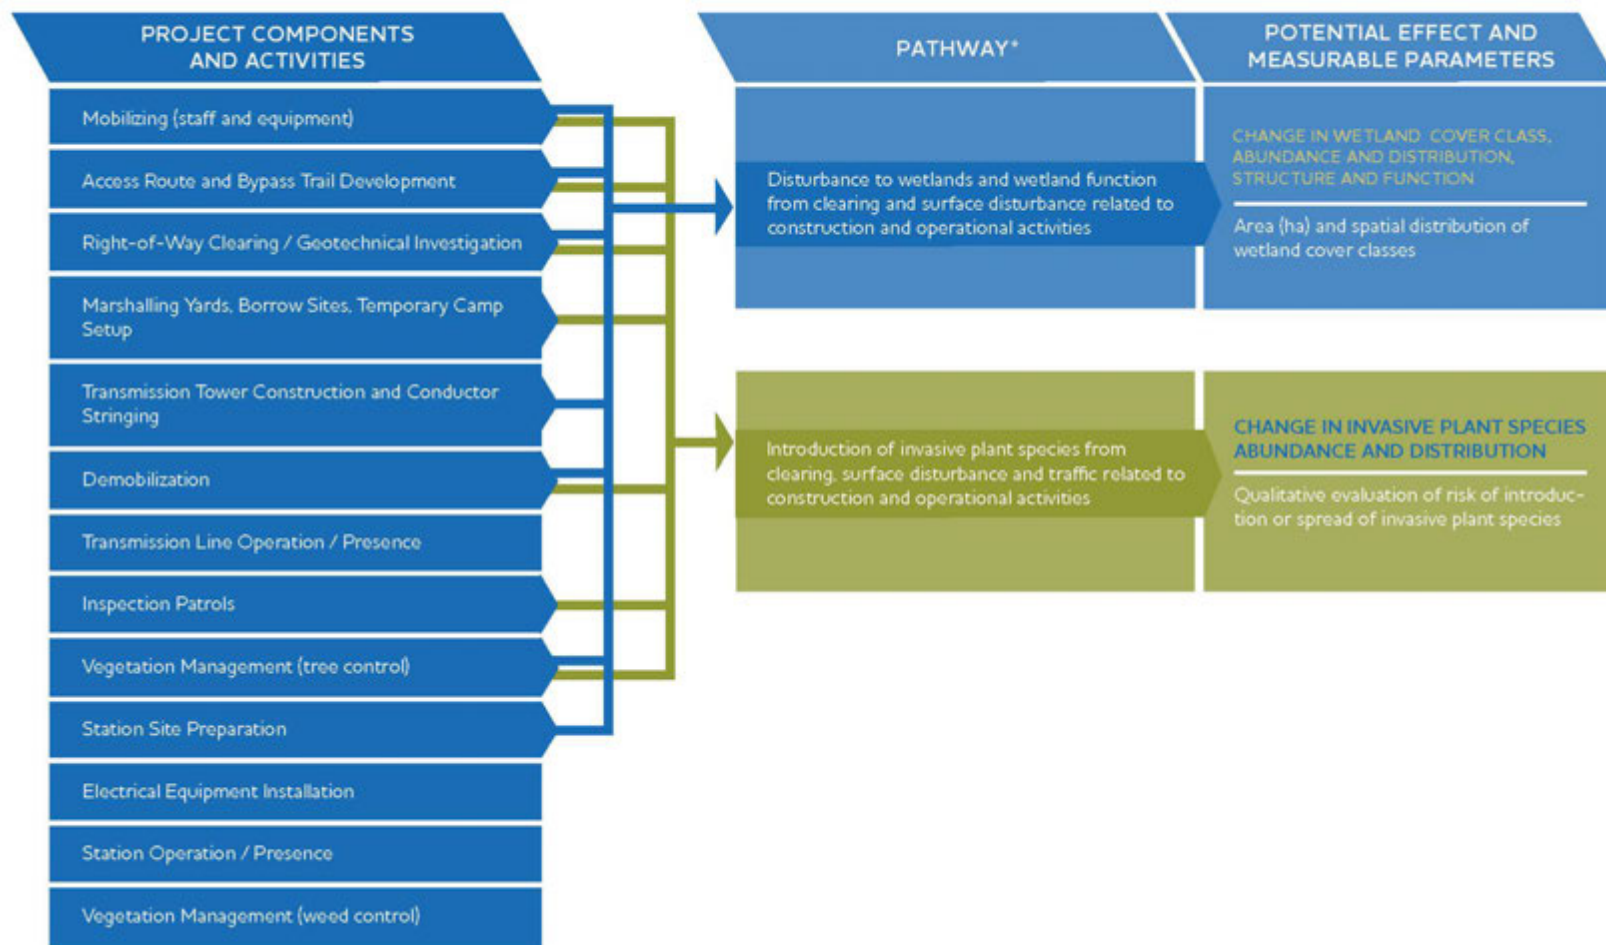 PROJECT COMPONENTS
AND ACTIVITIES
Mobilizing (staff and equipment)
Access Route and Bypass Trail Development
Right-of-Way Clearing / Geotechnical Investigation
Marshalling Yards, Borrow Sites, Temporary Camp
Setup
Transmission Tower Construction and Conductor
Stringing
Demobilization
Transmission Line Operation / Presence
Inspection Patrols
Vegetation Management (tree control)
Station Site Preparation
Electrical Equipment Installation
Station Operation / Presence
Vegetation Management (weed control)
PATHWAY*
Disturbance to wetlands and wetland function
from clearing and surface disturbance related to
construction and operational activities
Introduction of invasive plant species from
clearing, surface disturbance and traffic related to
construction and operational activities
POTENTIAL EFFECT AND
MEASURABLE PARAMETERS
CHANGE IN WETLAND COVER CLASS,
ABUNDANCE AND DISTRIBUTION,
STRUCTURE AND FUNCTION
Area (ha) and spatial distribution of
wetland cover classes
CHANGE IN INVASIVE PLANT SPECIES
ABUNDANCE AND DISTRIBUTION
Qualitative evaluation of risk of introduc-
tion or spread of invasive plant species